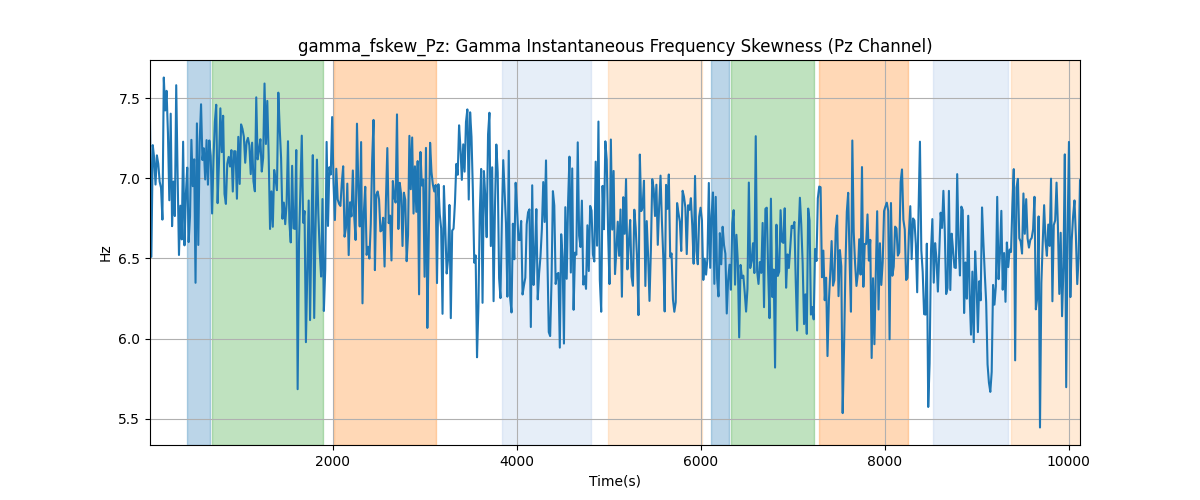 gamma_fskew_Pz: Gamma Instantaneous Frequency Skewness (Pz Channel)
7.5
7.0
6.5
6.0
5.5
Hz
2000 4000 6000 8000 10000
Time(s)